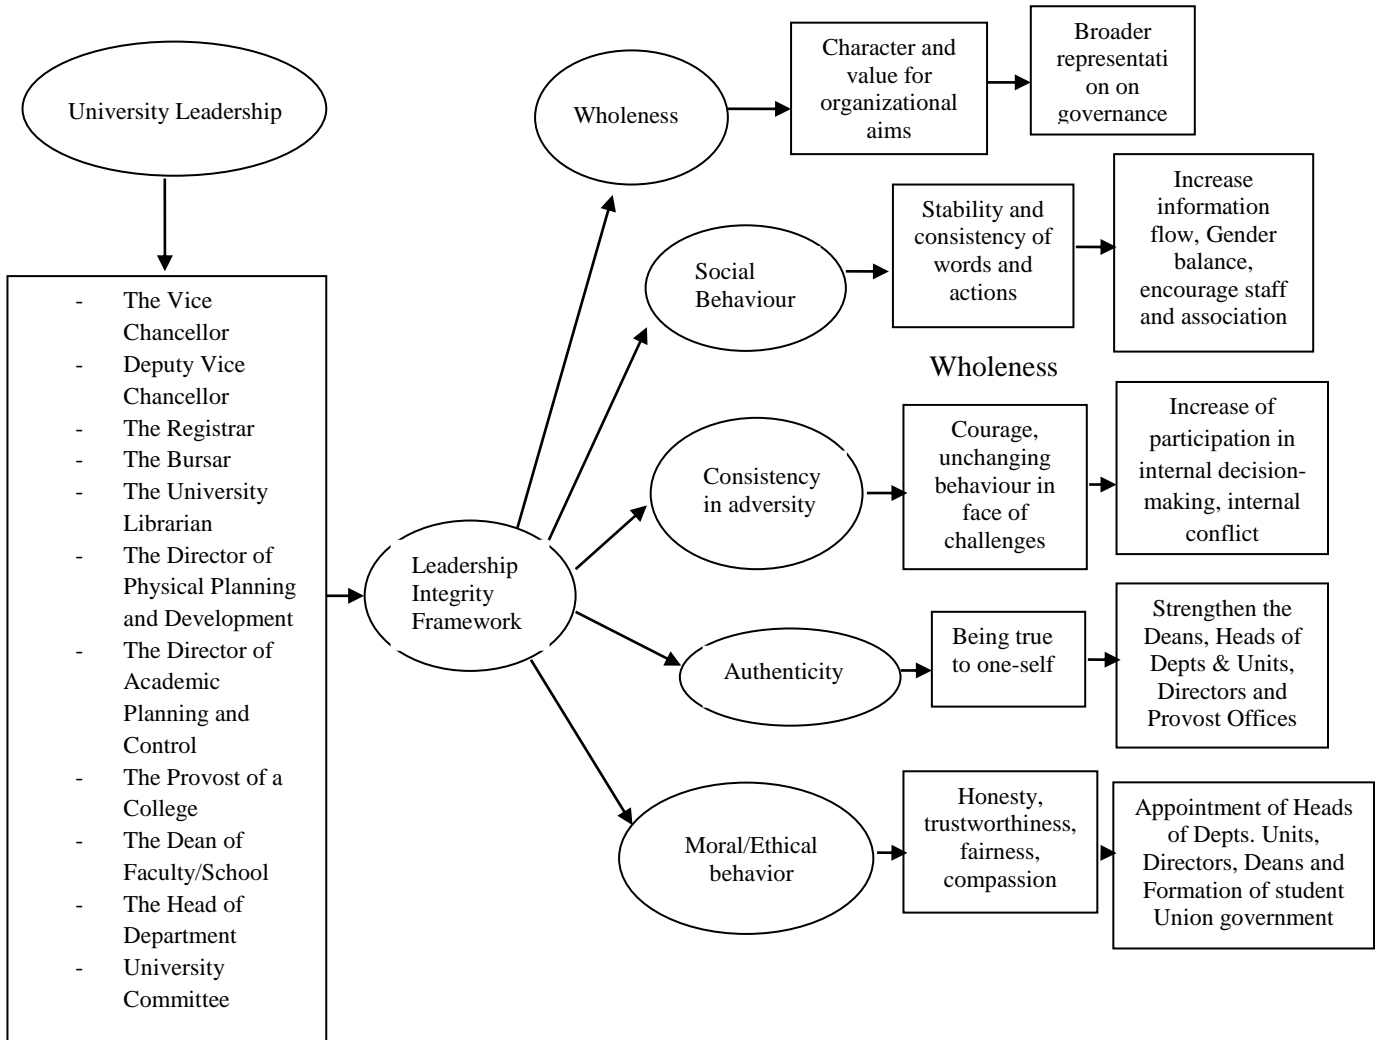 University Leadership
- The Vice
Chancellor
- Deputy Vice
Chancellor
- The Registrar
- The Bursar
- The University
Librarian
- The Director of
Physical Planning
and Development
- The Director of
Academic
Planning and
Control
- The Provost of a
College
- The Dean of
Faculty/School
- The Head of
Department
- University
Committee
Leadership
Integrity
Framework
Wholeness
Character and
value for
organizational
aims
Broader
representati
on on
governance
Social
Behaviour
Stability and
consistency of
words and
actions
Increase
information
flow, Gender
balance,
encourage staff
and association
Wholeness
Consistency
in adversity
Courage,
unchanging
behaviour in
face of
challenges
Increase of
participation in
internal decision-
making, internal
conflict
Authenticity
Being true
to one-self
Strengthen the
Deans, Heads of
Depts & Units,
Directors and
Provost Offices
Moral/Ethical
behavior
Honesty,
trustworthiness,
fairness,
compassion
Appointment of Heads
of Depts. Units,
Directors, Deans and
Formation of student
Union government